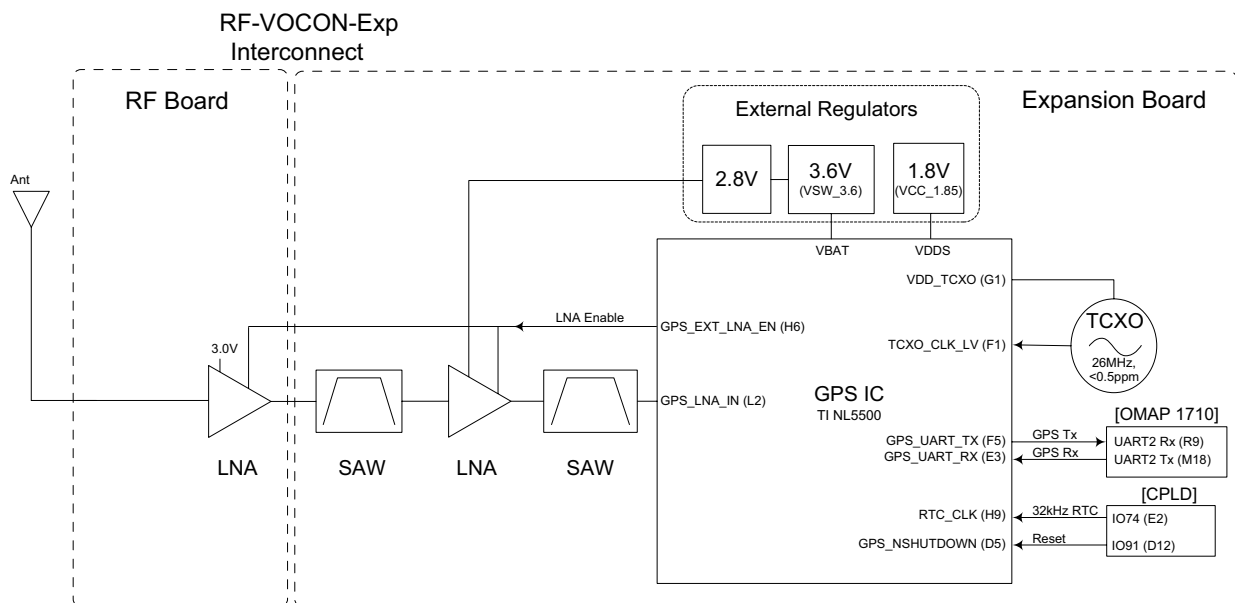 RF-VOCON-Exp
Interconnect
RF Board
External Regulators
Expansion Board
2.8V
3.6V
(VSW_3.6)
1.8V
(VCC_1.85)
Ant
VBAT
VDDS
VDD_TCXO (G1)
LNA Enable
GPS_EXT_LNA_EN (H6)
TCXO_CLK_LV (F1)
TCXO
26MHz,
<0.5ppm
3.0V
GPS_LNA_IN (L2)
GPS IC
TI NL5500
[OMAP 1710]
GPS_UART_TX (F5)
GPS Tx
UART2 Rx (R9)
GPS_UART_RX (E3)
GPS Rx
UART2 Tx (M18)
LNA
SAW
LNA
SAW
[CPLD]
RTC_CLK (H9)
32kHz RTC
IO74 (E2)
GPS_NSHUTDOWN (D5)
Reset
IO91 (D12)